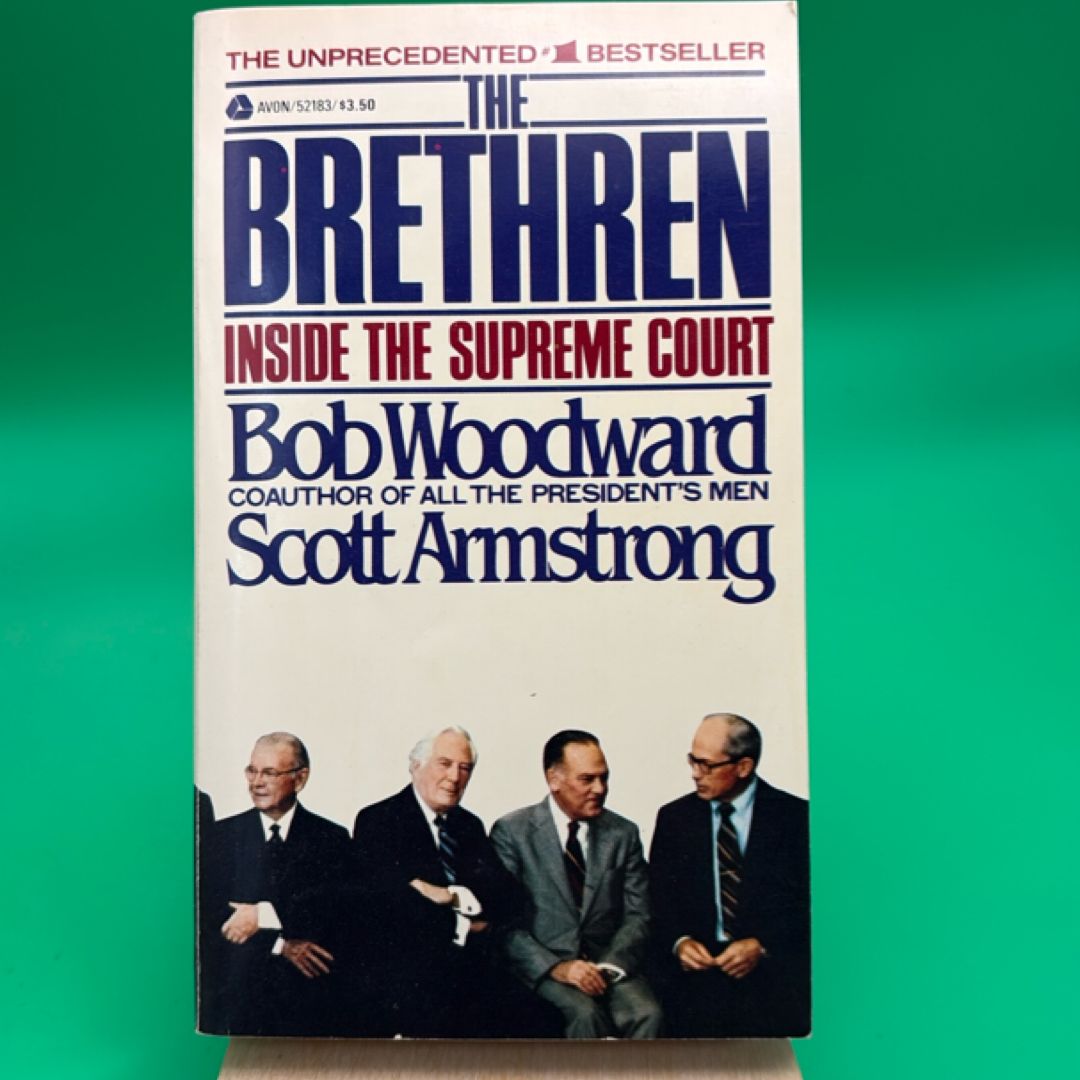 THE UNPRECEDENTED #1 BESTSELLER
AVON/52183/$3.50
THE
BRETHREN
INSIDE THE SUPREME COURT
Bob Woodward
COAUTHOR OF ALL THE PRESIDENT'S MEN
Scott Armstrong